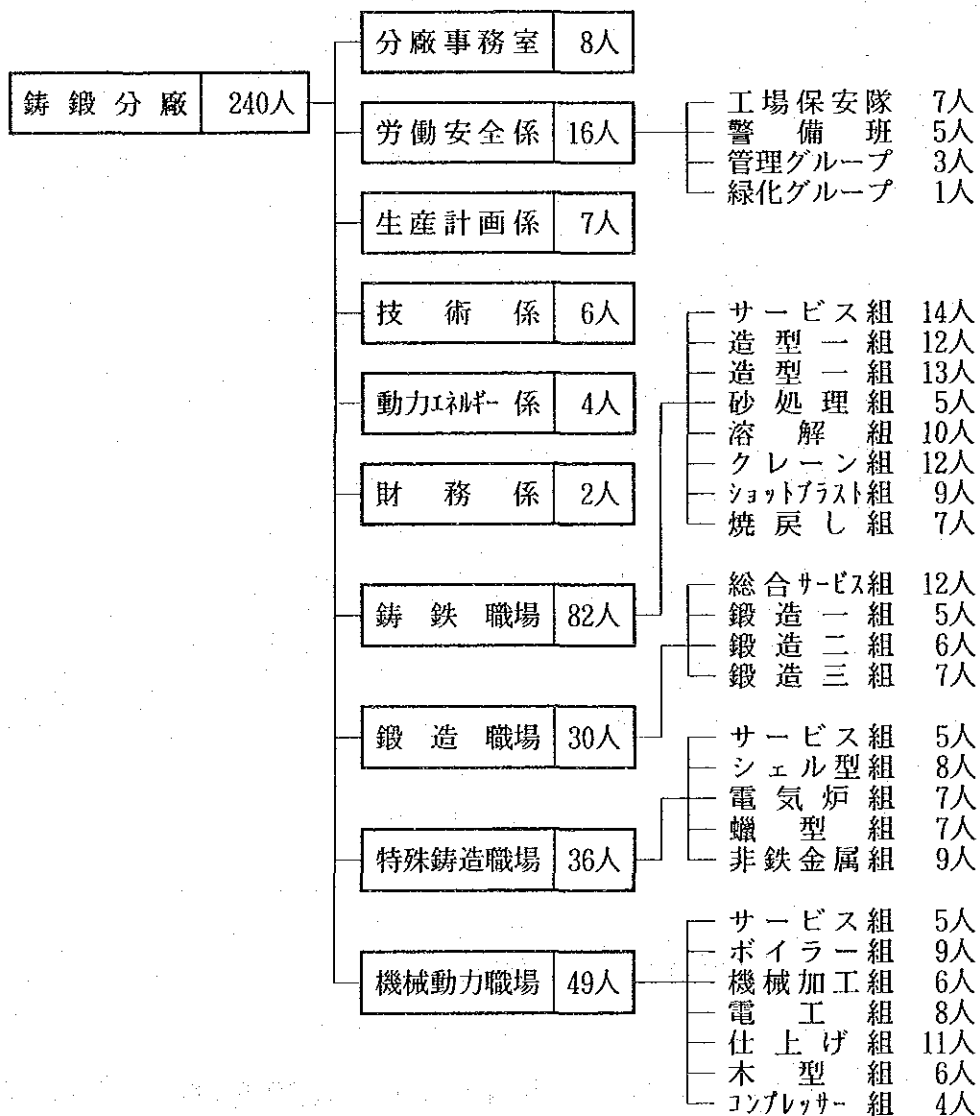 鋳鍛分廠 240人
分廠事務室 8人
労働安全係 16人
工場保安隊 7人
警備班 5人
管理グループ 3人
緑化グループ 1人
生産計画係 7人
技術係 6人
動力エネルギー係 4人
財務係 2人
鋳鉄職場 82人
サービス組 14人
造型一組 12人
造型一組 13人
砂処理組 5人
溶解組 10人
クレーン組 12人
ショットブラスト組 9人
焼戻し組 7人
鍛造職場 30人
総合サービス組 12人
鍛造一組 5人
鍛造二組 6人
鍛造三組 7人
特殊鋳造職場 36人
サービス組 5人
シェル型組 8人
電気炉組 7人
蠟型組 7人
非鉄金属組 9人
機械動力職場 49人
サービス組 5人
ボイラー組 9人
機械加工組 6人
電工組 8人
仕上げ組 11人
木型組 6人
コンプレッサー組 4人